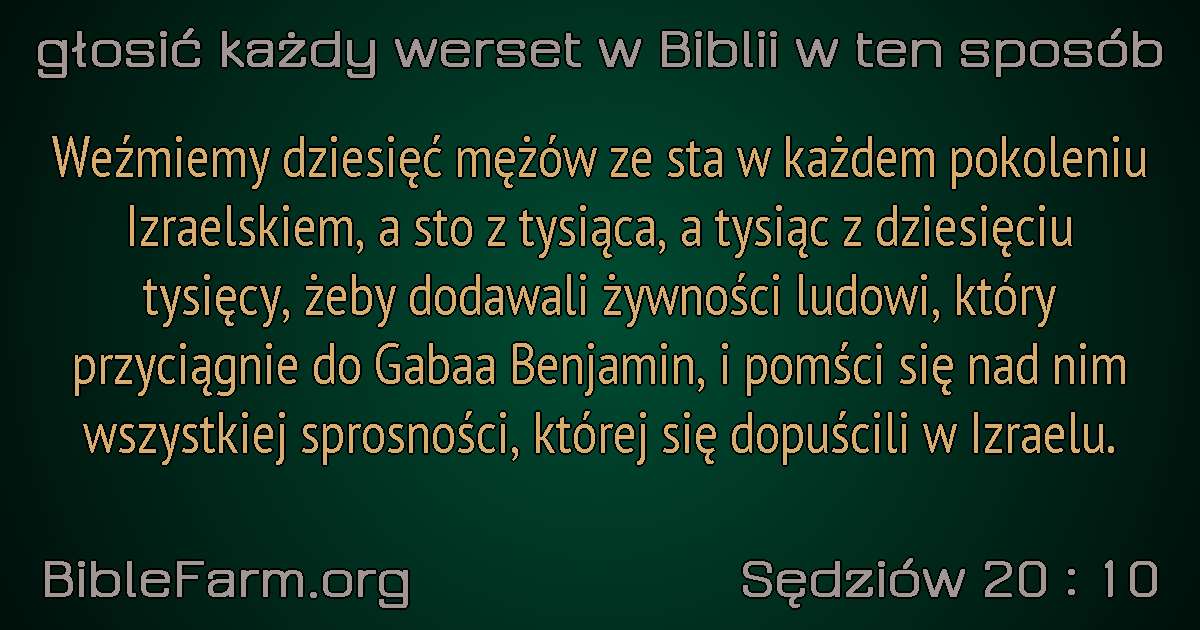 głosić każdy werset w Biblii w ten sposób
Weźmiemy dziesięć mężów ze sta w każdem pokoleniu
Izraelskiem, a sto z tysiąca, a tysiąc z dziesięciu
tysięcy, żeby dodawali żywności ludowi, który
przyciągnie do Gabaa Benjamin, i pomści się nad nim
wszystkiej sprosności, której się dopuścili w Izraelu.
BibleFarm.org
Sędziów 20 : 10